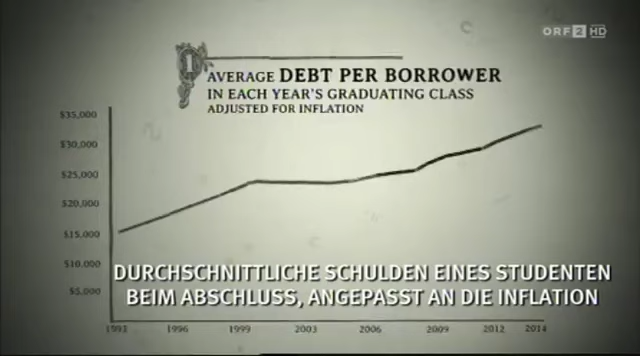 ORF 2 HD
AVERAGE DEBT PER BORROWER
IN EACH YEAR'S GRADUATING CLASS
ADJUSTED FOR INFLATION
$35,000
$30,000
$25,000
$20,000
$15,000
$10,000
$5,000
DURCHSCHNITTLICHE SCHULDEN EINES STUDENTEN
BEIM ABSCHLUSS, ANGEPASST AN DIE INFLATION
1993 1996 1999 2003 2006 2009 2012 2014